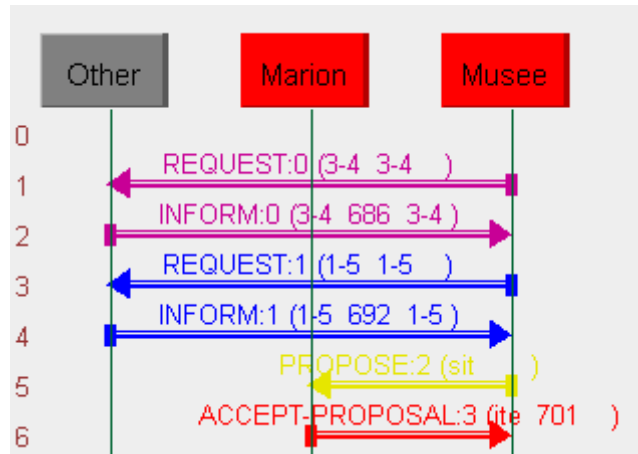 Other Marion Musee
0
REQUEST:0 (3-4 3-4 )
1
INFORM:0 (3-4 686 3-4 )
2
REQUEST:1 (1-5 1-5 )
3
INFORM:1 (1-5 692 1-5 )
4
PROPOSE:2 (sit )
5
ACCEPT-PROPOSAL:3 (ite 701 )
6